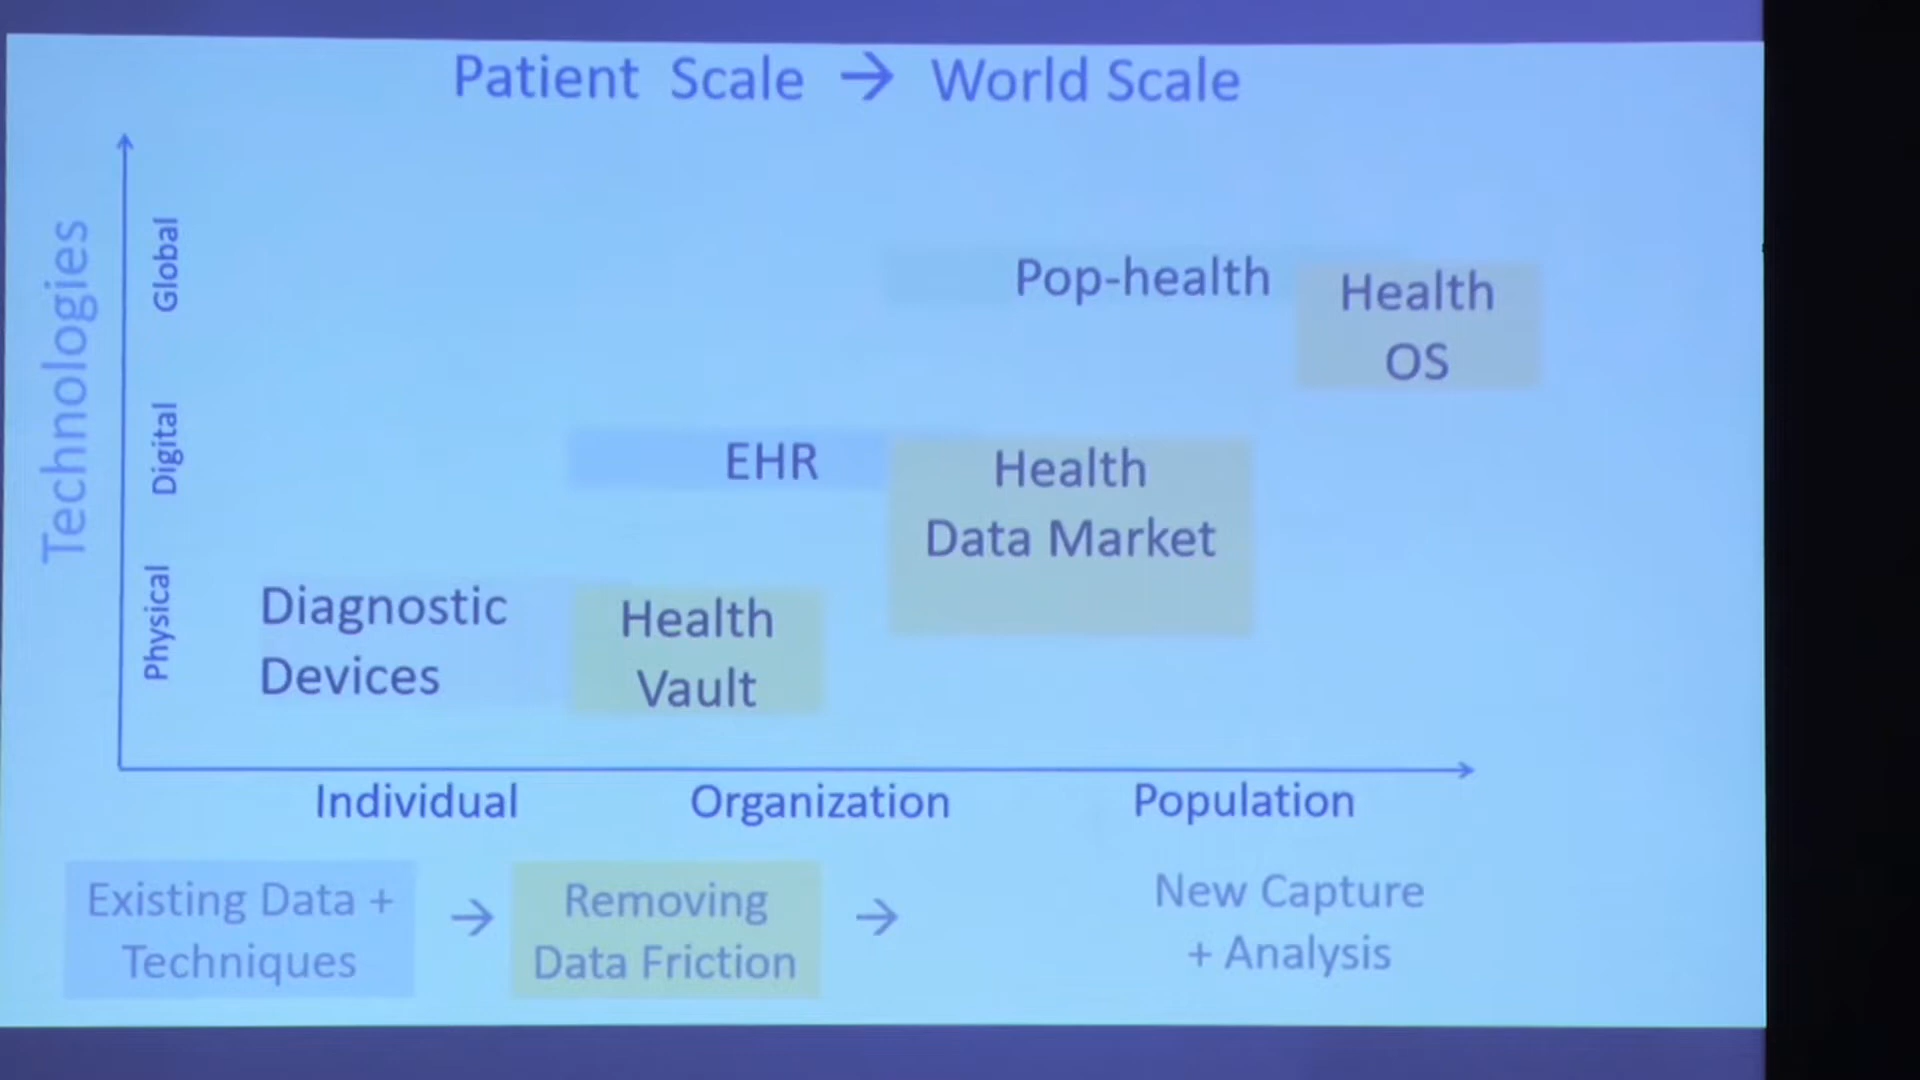 Patient Scale → World Scale
Technologies
Global
Digital
Physical
Pop-health
Health
OS
EHR
Health
Data Market
Diagnostic
Devices
Health
Vault
Individual
Organization
Population
Existing Data +
Techniques
→
Removing
Data Friction
→
New Capture
+ Analysis